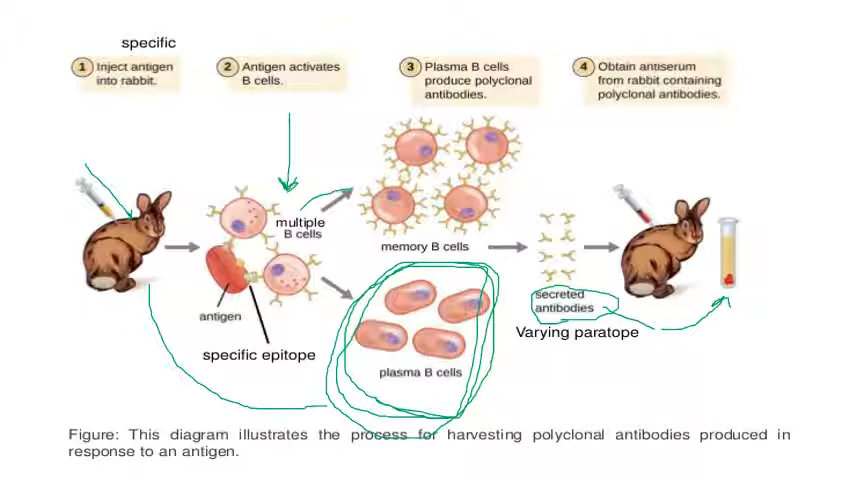 specific
1 Inject antigen
into rabbit.
2 Antigen activates
B cells.
3 Plasma B cells
produce polyclonal
antibodies.
4 Obtain antiserum
from rabbit containing
polyclonal antibodies.
multiple
B cells
memory B cells
antigen
specific epitope
plasma B cells
secreted
antibodies
Varying paratope
Figure: This diagram illustrates the process for harvesting polyclonal antibodies produced in
response to an antigen.